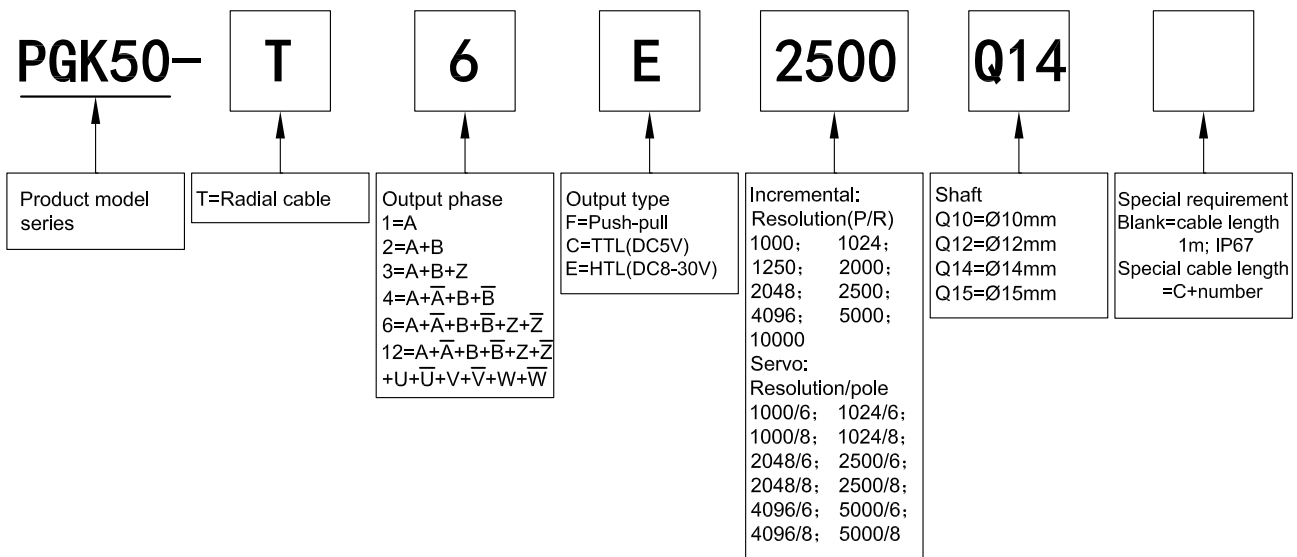 PGK50- T 6 E 2500 Q14
Product model
series
T=Radial cable
Output phase
1=A
2=A+B
3=A+B+Z
4=A+A̅+B+B̅
6=A+A̅+B+B̅+Z+Z̅
12=A+A̅+B+B̅+Z+Z̅
+U+U̅+V+V̅+W+W̅
Output type
F=Push-pull
C=TTL(DC5V)
E=HTL(DC8-30V)
Incremental:
Resolution(P/R)
1000; 1024;
1250; 2000;
2048; 2500;
4096; 5000;
10000
Servo:
Resolution/pole
1000/6; 1024/6;
1000/8; 1024/8;
2048/6; 2500/6;
2048/8; 2500/8;
4096/6; 5000/6;
4096/8; 5000/8
Shaft
Q10=Ø10mm
Q12=Ø12mm
Q14=Ø14mm
Q15=Ø15mm
Special requirement
Blank=cable length
1m; IP67
Special cable length
=C+number